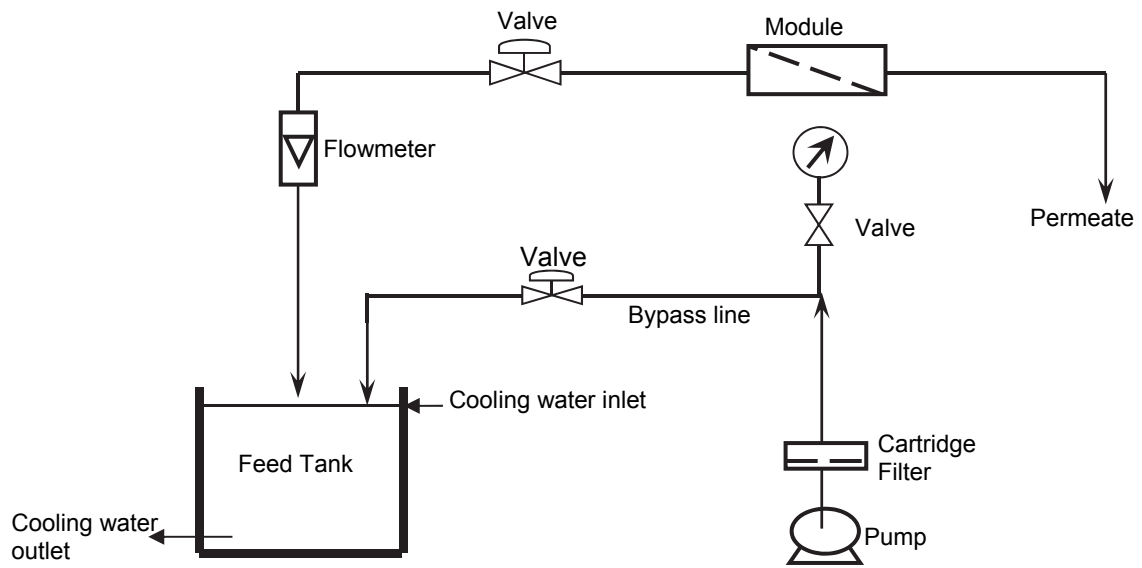 Valve
Module
Flowmeter
Permeate
Valve
Valve
Bypass line
Cooling water inlet
Feed Tank
Cartridge
Filter
Cooling water
outlet
Pump